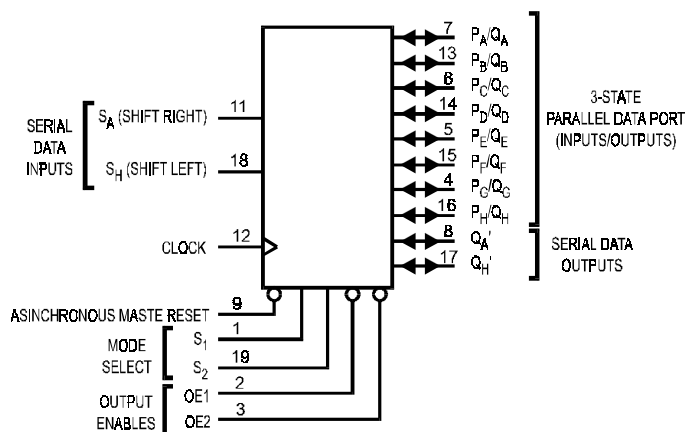 7 PA/QA
13 PB/QB
6 PC/QC
14 PD/QD
5 PE/QE
15 PF/QF
4 PG/QG
16 PH/QH
8 QA'
17 QH'
3-STATE
PARALLEL DATA PORT
(INPUTS/OUTPUTS)
SERIAL DATA
OUTPUTS
SERIAL
DATA
INPUTS
SA (SHIFT RIGHT) 11
SH (SHIFT LEFT) 18
CLOCK 12
ASINCHRONOUS MASTE RESET 9
MODE
SELECT
S1 1
S2 19
OUTPUT
ENABLES
OE1 2
OE2 3